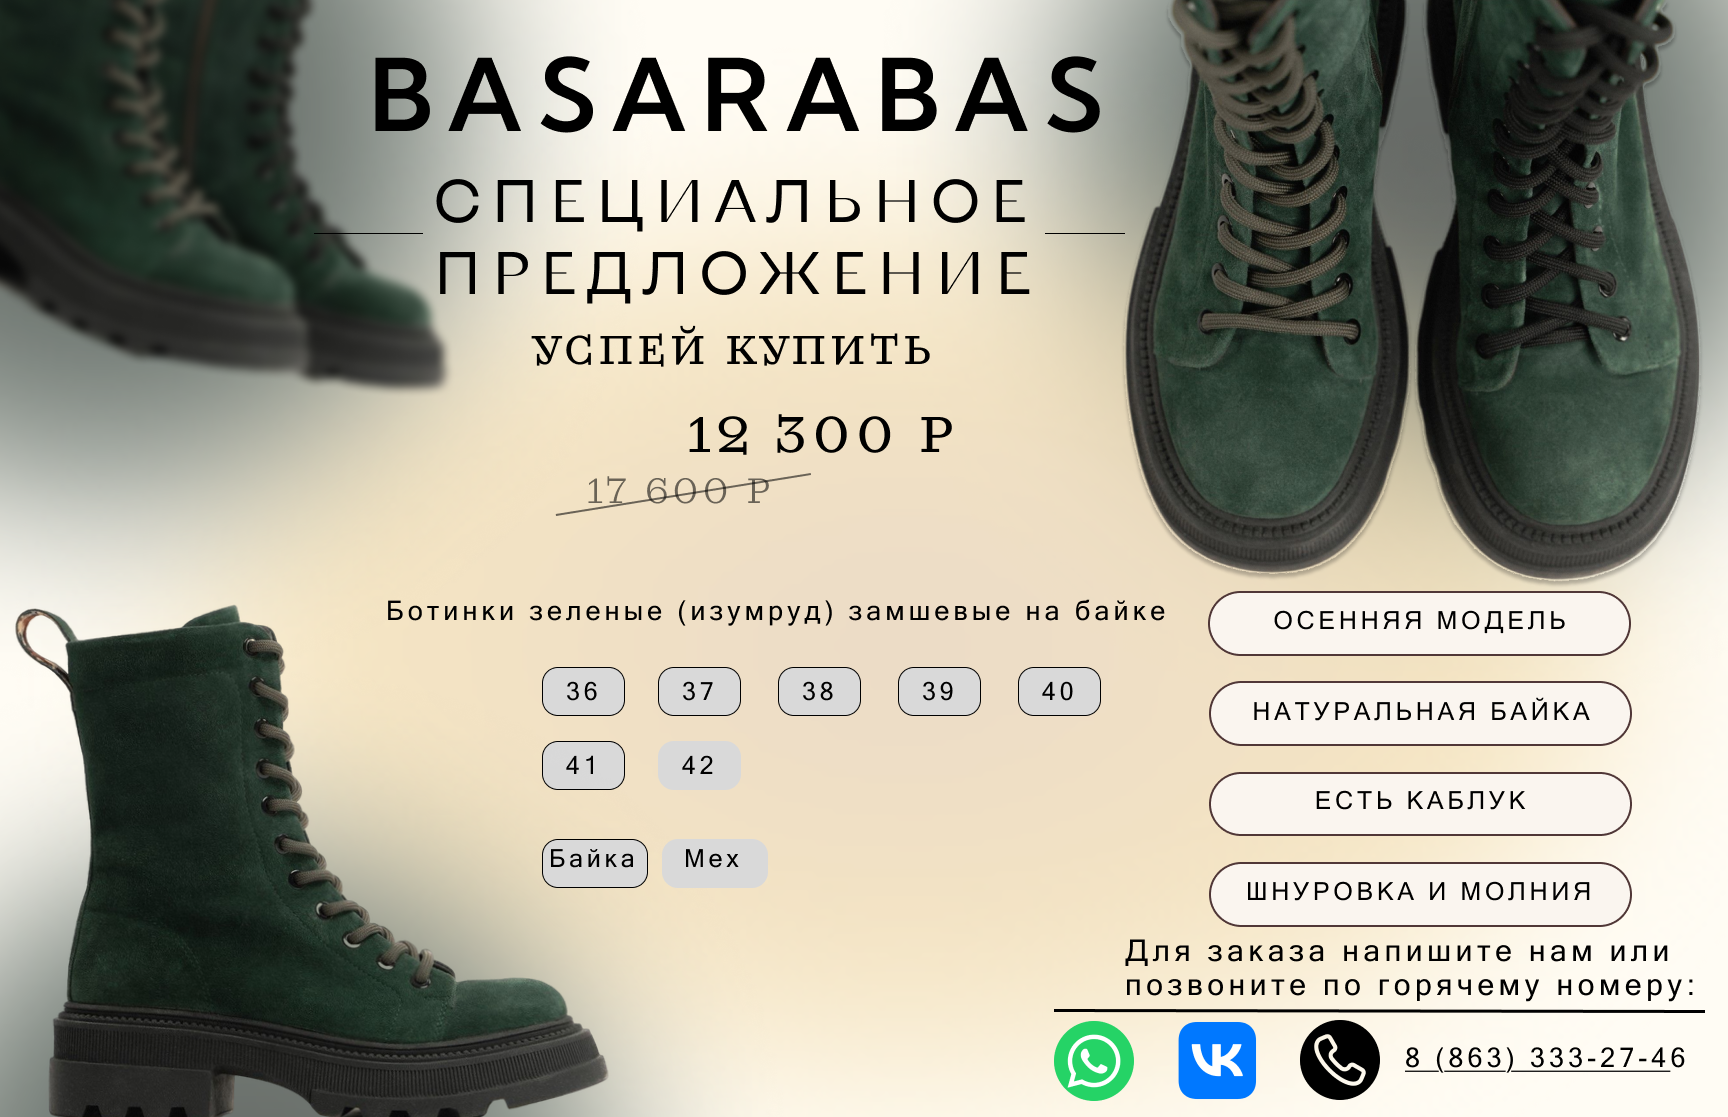 BASARABAS
СПЕЦИАЛЬНОЕ
ПРЕДЛОЖЕНИЕ
УСПЕЙ КУПИТЬ
12 300 Р
17 600 Р
Ботинки зеленые (изумруд) замшевые на байке
36 37 38 39 40
41 42
Байка Мех
ОСЕННЯЯ МОДЕЛЬ
НАТУРАЛЬНАЯ БАЙКА
ЕСТЬ КАБЛУК
ШНУРОВКА И МОЛНИЯ
Для заказа напишите нам или
позвоните по горячему номеру:
8 (863) 333-27-46